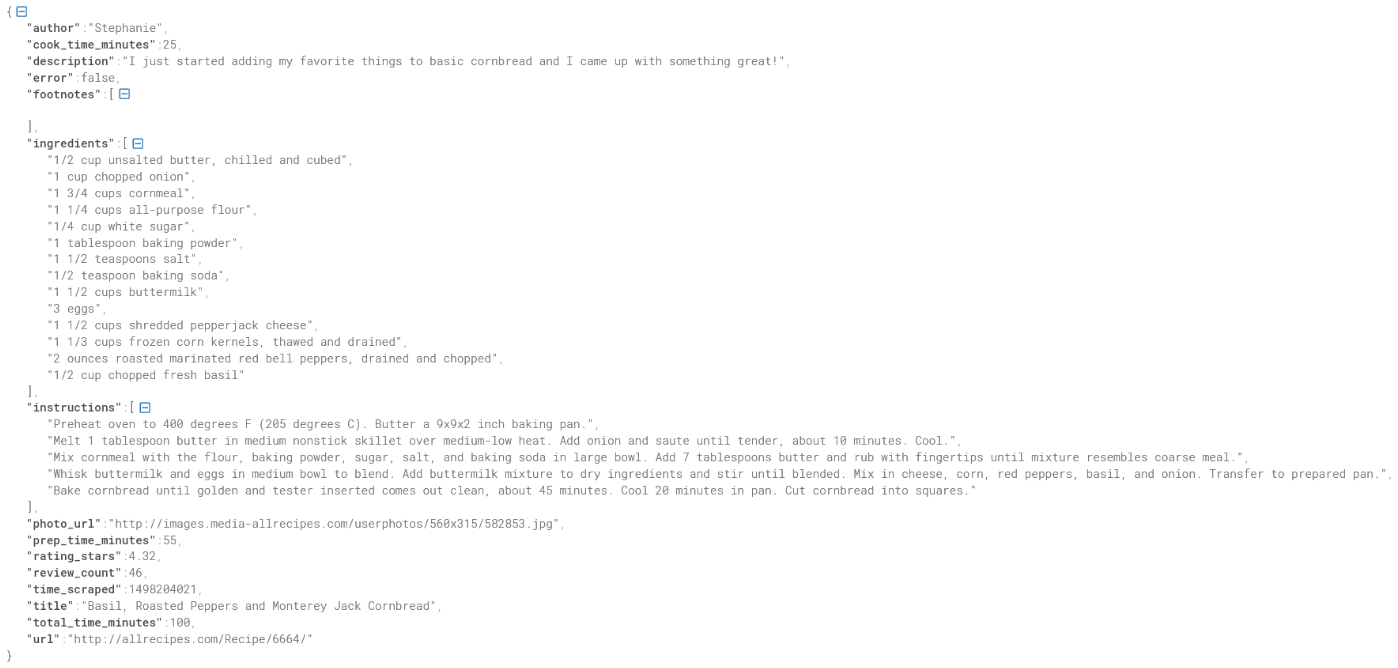 {
"author":"Stephanie",
"cook_time_minutes":25,
"description":"I just started adding my favorite things to basic cornbread and I came up with something great!",
"error":false,
"footnotes":[
],
"ingredients":[
"1/2 cup unsalted butter, chilled and cubed",
"1 cup chopped onion",
"1 3/4 cups cornmeal",
"1 1/4 cups all-purpose flour",
"1/4 cup white sugar",
"1 tablespoon baking powder",
"1 1/2 teaspoons salt",
"1/2 teaspoon baking soda",
"1 1/2 cups buttermilk",
"3 eggs",
"1 1/2 cups shredded pepperjack cheese",
"1 1/3 cups frozen corn kernels, thawed and drained",
"2 ounces roasted marinated red bell peppers, drained and chopped",
"1/2 cup chopped fresh basil"
],
"instructions":[
"Preheat oven to 400 degrees F (205 degrees C). Butter a 9x9x2 inch baking pan.",
"Melt 1 tablespoon butter in medium nonstick skillet over medium-low heat. Add onion and saute until tender, about 10 minutes. Cool.",
"Mix cornmeal with the flour, baking powder, sugar, salt, and baking soda in large bowl. Add 7 tablespoons butter and rub with fingertips until mixture resembles coarse meal.",
"Whisk buttermilk and eggs in medium bowl to blend. Add buttermilk mixture to dry ingredients and stir until blended. Mix in cheese, corn, red peppers, basil, and onion. Transfer to prepared pan.",
"Bake cornbread until golden and tester inserted comes out clean, about 45 minutes. Cool 20 minutes in pan. Cut cornbread into squares."
],
"photo_url":"http://images.media-allrecipes.com/userphotos/560x315/582853.jpg",
"prep_time_minutes":55,
"rating_stars":4.32,
"review_count":46,
"time_scraped":1498204021,
"title":"Basil, Roasted Peppers and Monterey Jack Cornbread",
"total_time_minutes":100,
"url":"http://allrecipes.com/Recipe/6664/"
}